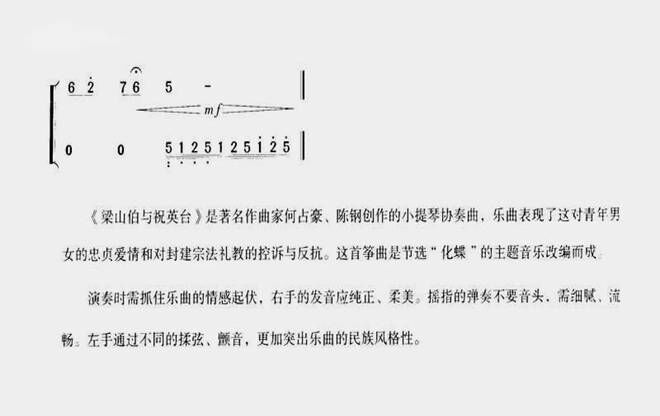 6 2 7 6 5 -
mf
0 0 5 1 2 5 1 2 5 1 2 5
《梁山伯与祝英台》是著名作曲家何占豪、陈钢创作的小提琴协奏曲，乐曲表现了这对青年男
女的忠贞爱情和对封建宗法礼教的控诉与反抗。这首筝曲是节选“化蝶”的主题音乐改编而成
演奏时需抓住乐曲的情感起伏，右手的发音应纯正、柔美。摇指的弹奏不要音头，需细腻、流
畅。左手通过不同的揉弦、颤音，更加突出乐曲的民族风格性。